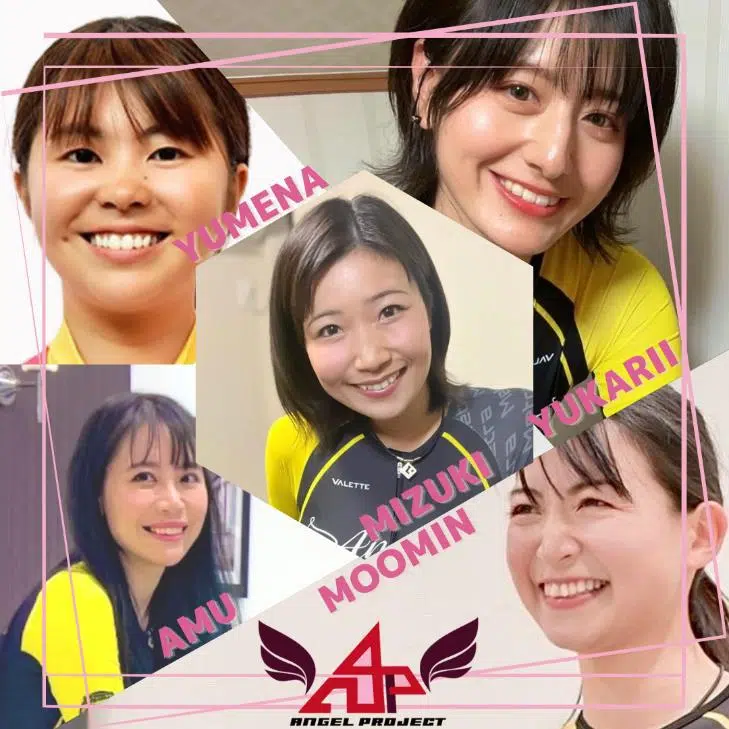 YUMENA
YUKARII
VALETTE
MIZUKI
MOOMIN
AMU
ANGEL PROJECT